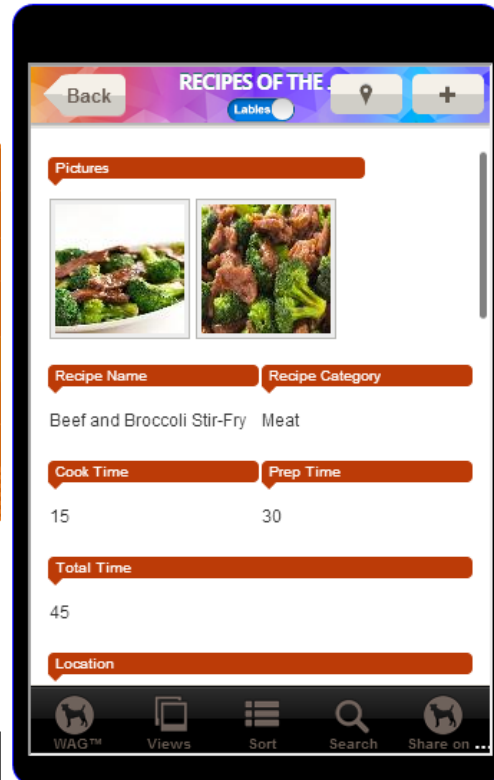 Back
RECIPES OF THE ...
Lables
Pictures
Recipe Name Recipe Category
Beef and Broccoli Stir-Fry Meat
Cook Time Prep Time
15 30
Total Time
45
Location
WAG™ Views Sort Search Share on ...